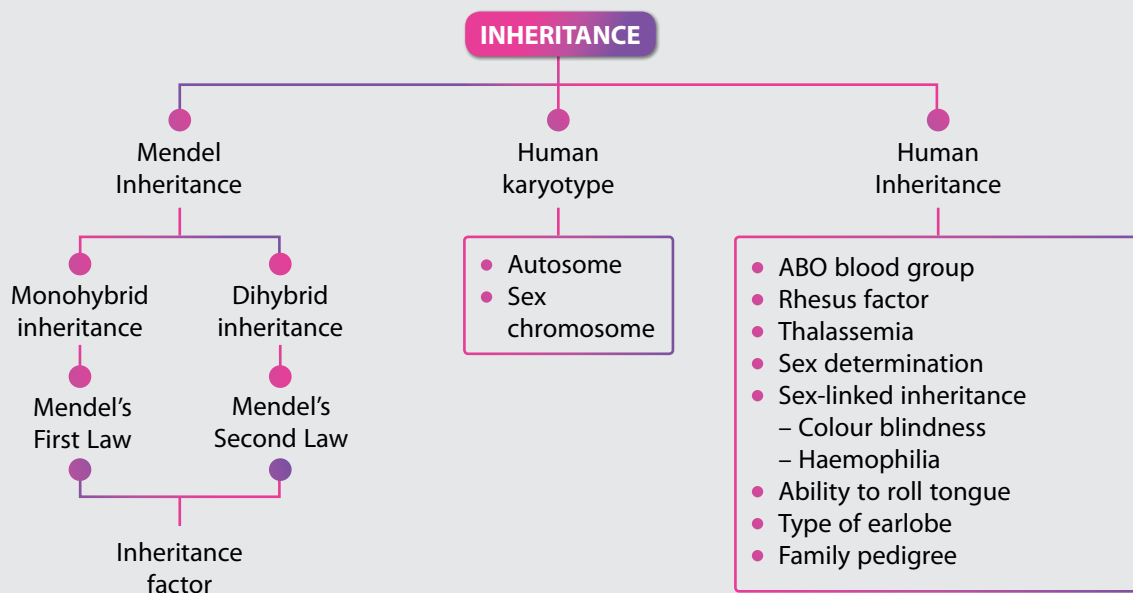 INHERITANCE
Mendel
Inheritance
Monohybrid
inheritance
Mendel’s
First Law
Dihybrid
inheritance
Mendel’s
Second Law
Inheritance
factor
Human
karyotype
• Autosome
• Sex
chromosome
Human
Inheritance
• ABO blood group
• Rhesus factor
• Thalassemia
• Sex determination
• Sex-linked inheritance
– Colour blindness
– Haemophilia
• Ability to roll tongue
• Type of earlobe
• Family pedigree